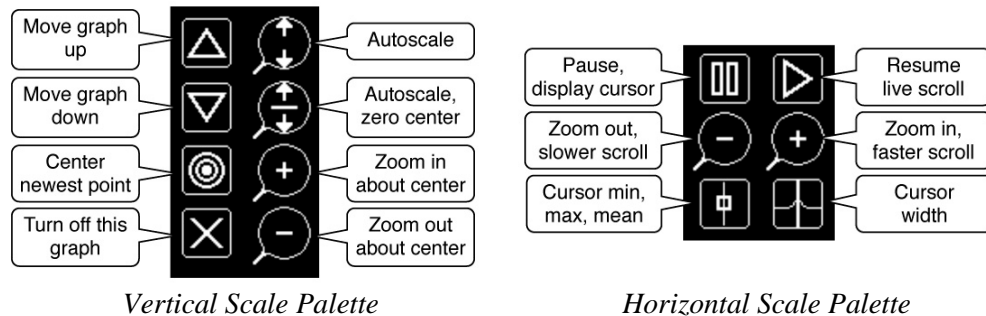 Move graph
up
Autoscale
Move graph
down
Autoscale,
zero center
Center
newest point
Zoom in
about center
Turn off this
graph
Zoom out
about center
Vertical Scale Palette
Pause,
display cursor
Resume
live scroll
Zoom out,
slower scroll
Zoom in,
faster scroll
Cursor min,
max, mean
Cursor
width
Horizontal Scale Palette